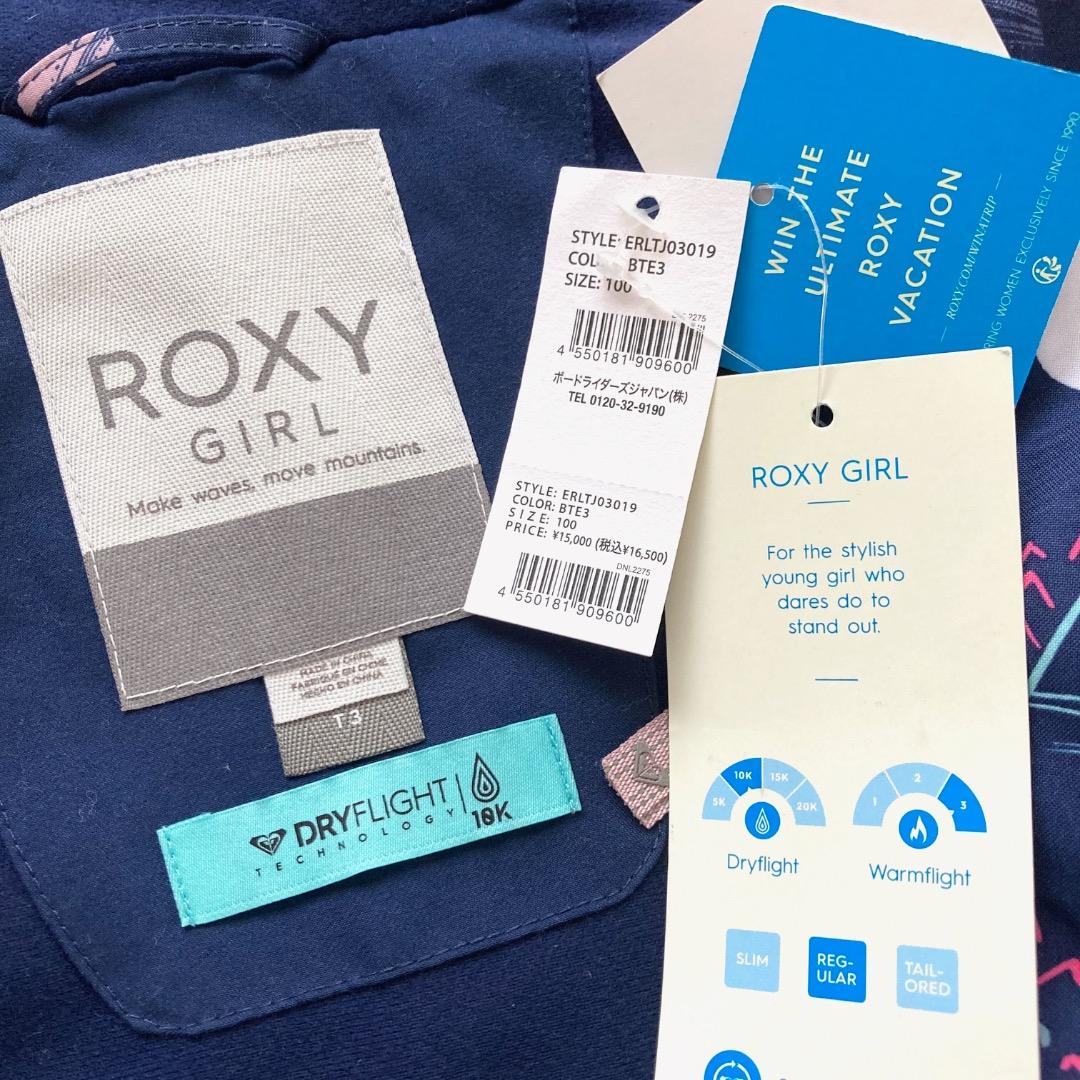 ROXY
GIRL
Make waves, move mountains.
MADE IN CHINA
FABRIQUE EN CHINE
HECHO EN CHINA
T3
DRYFLIGHT
TECHNOLOGY
10K
STYLE: ERLTJ03019
BTE3
SIZE: 100
4 550181 909600
ボードライダーズジャパン(株)
TEL 0120-32-9190
STYLE: ERLTJ03019
COLOR: BTE3
SIZE: 100
PRICE: ¥15,000 (税込¥16,500)
DNL2275
4 550181 909600
WIN THE
ULTIMATE
ROXY
VACATION
ROXY.COM/WINATRIP
WOMEN EXCLUSIVELY SINCE 1990
ROXY GIRL
For the stylish
young girl who
dares do to
stand out.
5K 10K 15K 20K
Dryflight
1 2 3
Warmflight
SLIM
REG-
ULAR
TAIL-
ORED